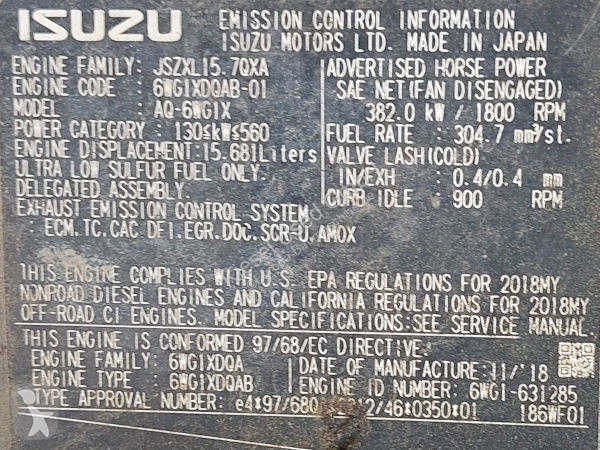 ISUZU EMISSION CONTROL INFORMATION
ISUZU MOTORS LTD. MADE IN JAPAN
ENGINE FAMILY: JSZXL15.7QXA
ENGINE CODE : 6WG1XDQAB-01
MODEL : AQ-6WG1X
POWER CATEGORY : 130≤kW≤560
ENGINE DISPLACEMENT:15.681Liters
ULTRA LOW SULFUR FUEL ONLY.
DELEGATED ASSEMBLY.
EXHAUST EMISSION CONTROL SYSTEM
: ECM.TC.CAC DFI.EGR.DOC.SCR-U.AMOX
ADVERTISED HORSE POWER
SAE NET(FAN DISENGAGED)
382.0 kW / 1800 RPM
FUEL RATE : 304.7 mm³/st.
VALVE LASH(COLD)
IN/EXH : 0.4/0.4 mm
CURB IDLE : 900 RPM
THIS ENGINE COMPLIES WITH U.S. EPA REGULATIONS FOR 2018MY
NONROAD DIESEL ENGINES AND CALIFORNIA REGULATIONS FOR 2018MY
OFF-ROAD CI ENGINES. MODEL SPECIFICATIONS:SEE SERVICE MANUAL.
THIS ENGINE IS CONFORMED 97/68/EC DIRECTIVE.
ENGINE FAMILY: 6WG1XDQA
ENGINE TYPE : 6WG1XDQAB
DATE OF MANUFACTURE:11/'18
ENGINE ID NUMBER: 6WG1-631285
TYPE APPROVAL NUMBER: e4*97/68 2/46*0350*01
186WF01